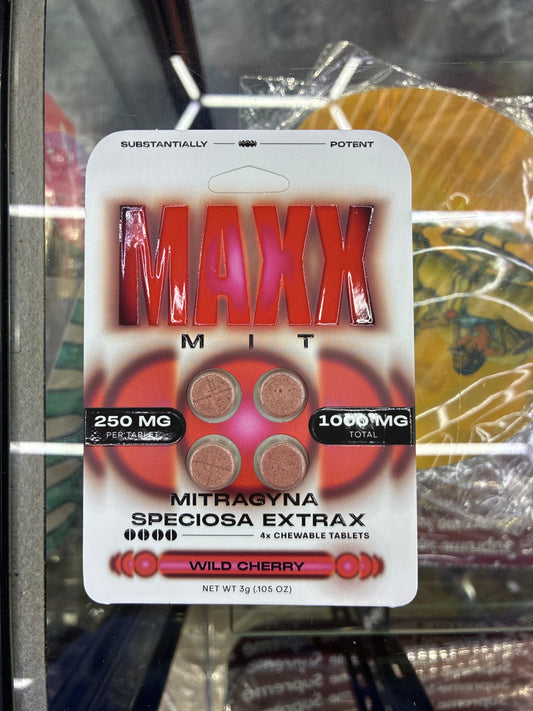 SUBSTANTIALLY POTENT
MAXX
MIT
250 MG
PER TABLET
1000 MG
TOTAL
MITRAGYNA
SPECIOSA EXTRAX
4x CHEWABLE TABLETS
WILD CHERRY
NET WT 3g (.105 OZ)
Supreme